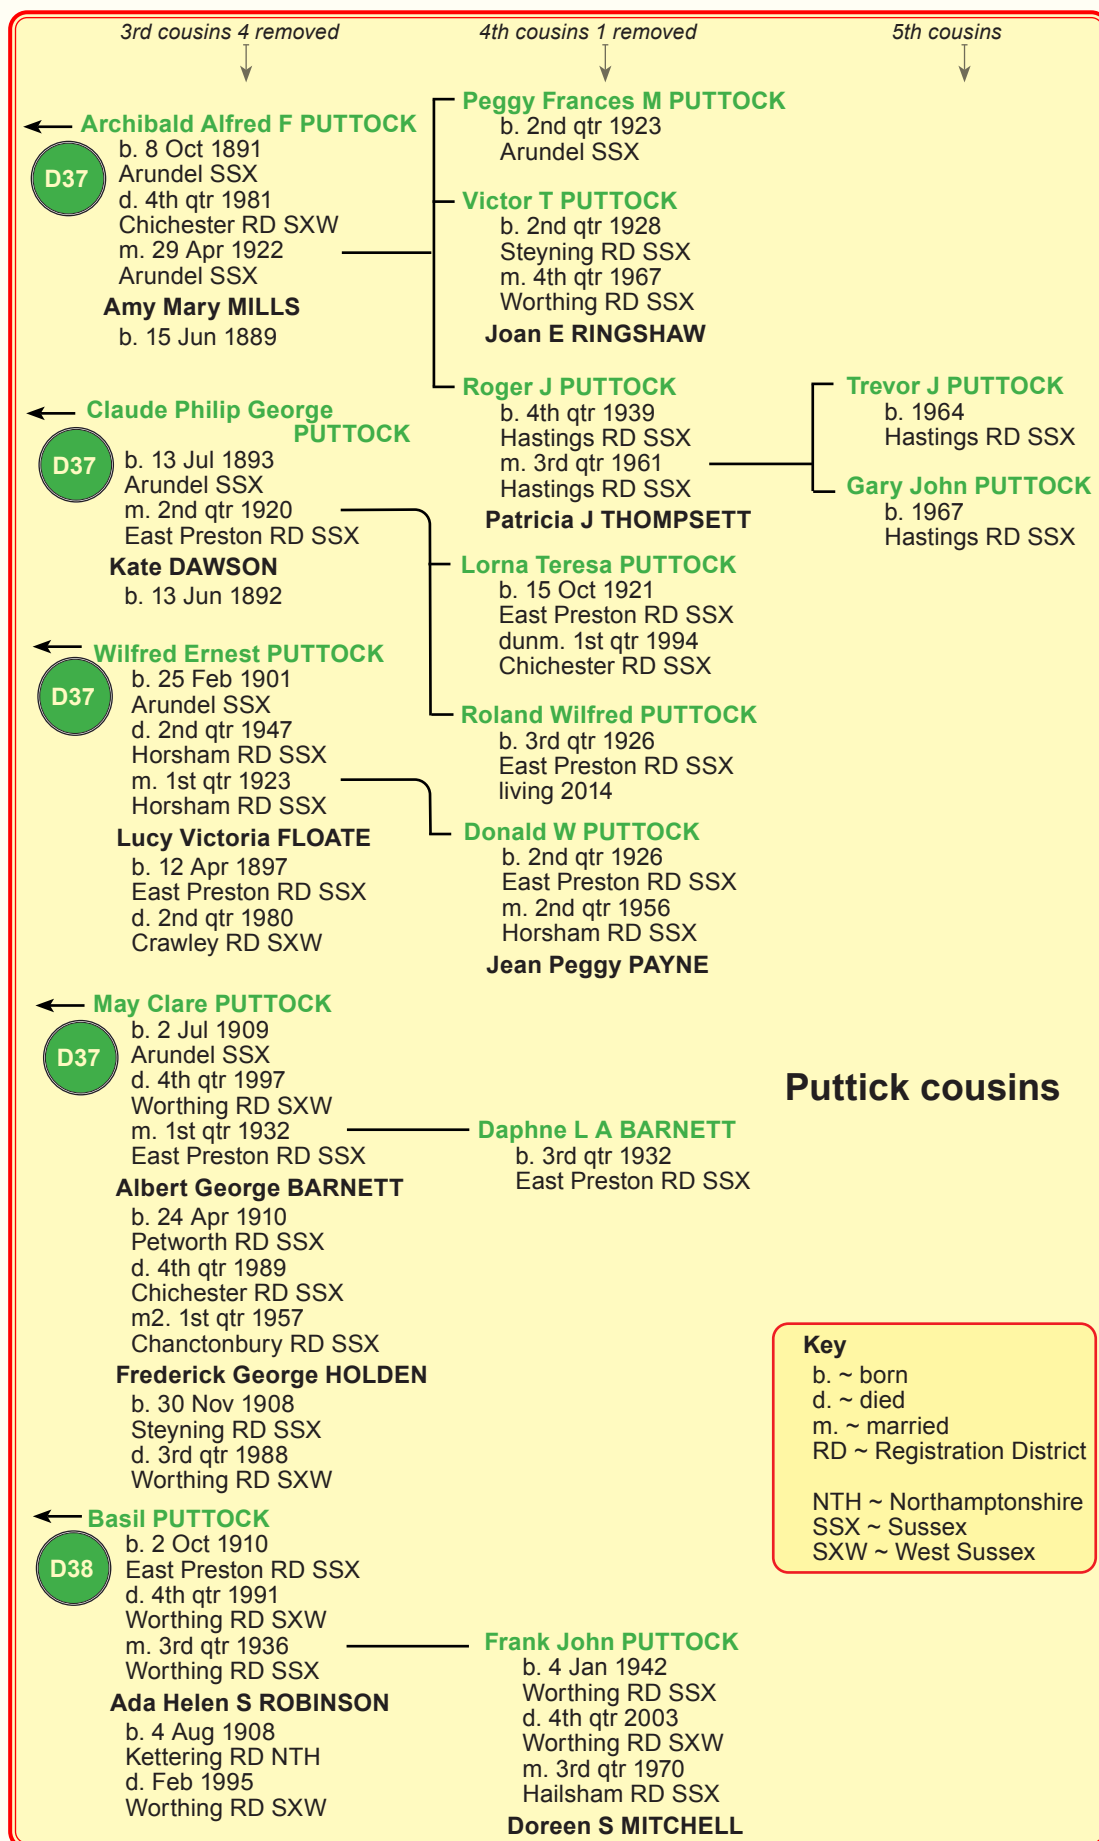 3rd cousins 4 removed
4th cousins 1 removed
5th cousins
Archibald Alfred F PUTTOCK
D37
b. 8 Oct 1891
Arundel SSX
d. 4th qtr 1981
Chichester RD SXW
m. 29 Apr 1922
Arundel SSX
Amy Mary MILLS
b. 15 Jun 1889
Claude Philip George
PUTTOCK
D37
b. 13 Jul 1893
Arundel SSX
m. 2nd qtr 1920
East Preston RD SSX
Kate DAWSON
b. 13 Jun 1892
Wilfred Ernest PUTTOCK
D37
b. 25 Feb 1901
Arundel SSX
d. 2nd qtr 1947
Horsham RD SSX
m. 1st qtr 1923
Horsham RD SSX
Lucy Victoria FLOATE
b. 12 Apr 1897
East Preston RD SSX
d. 2nd qtr 1980
Crawley RD SXW
May Clare PUTTOCK
D37
b. 2 Jul 1909
Arundel SSX
d. 4th qtr 1997
Worthing RD SXW
m. 1st qtr 1932
East Preston RD SSX
Albert George BARNETT
b. 24 Apr 1910
Petworth RD SSX
d. 4th qtr 1989
Chichester RD SSX
m2. 1st qtr 1957
Chanctonbury RD SSX
Frederick George HOLDEN
b. 30 Nov 1908
Steyning RD SSX
d. 3rd qtr 1988
Worthing RD SXW
Basil PUTTOCK
D38
b. 2 Oct 1910
East Preston RD SSX
d. 4th qtr 1991
Worthing RD SXW
m. 3rd qtr 1936
Worthing RD SSX
Ada Helen S ROBINSON
b. 4 Aug 1908
Kettering RD NTH
d. Feb 1995
Worthing RD SXW
Peggy Frances M PUTTOCK
b. 2nd qtr 1923
Arundel SSX
Victor T PUTTOCK
b. 2nd qtr 1928
Steyning RD SSX
m. 4th qtr 1967
Worthing RD SSX
Joan E RINGSHAW
Roger J PUTTOCK
b. 4th qtr 1939
Hastings RD SSX
m. 3rd qtr 1961
Hastings RD SSX
Patricia J THOMPSETT
Lorna Teresa PUTTOCK
b. 15 Oct 1921
East Preston RD SSX
dunm. 1st qtr 1994
Chichester RD SSX
Roland Wilfred PUTTOCK
b. 3rd qtr 1926
East Preston RD SSX
living 2014
Donald W PUTTOCK
b. 2nd qtr 1926
East Preston RD SSX
m. 2nd qtr 1956
Horsham RD SSX
Jean Peggy PAYNE
Daphne L A BARNETT
b. 3rd qtr 1932
East Preston RD SSX
Frank John PUTTOCK
b. 4 Jan 1942
Worthing RD SSX
d. 4th qtr 2003
Worthing RD SXW
m. 3rd qtr 1970
Hailsham RD SSX
Doreen S MITCHELL
Trevor J PUTTOCK
b. 1964
Hastings RD SSX
Gary John PUTTOCK
b. 1967
Hastings RD SSX
Puttick cousins
Key
b. ~ born
d. ~ died
m. ~ married
RD ~ Registration District
NTH ~ Northamptonshire
SSX ~ Sussex
SXW ~ West Sussex